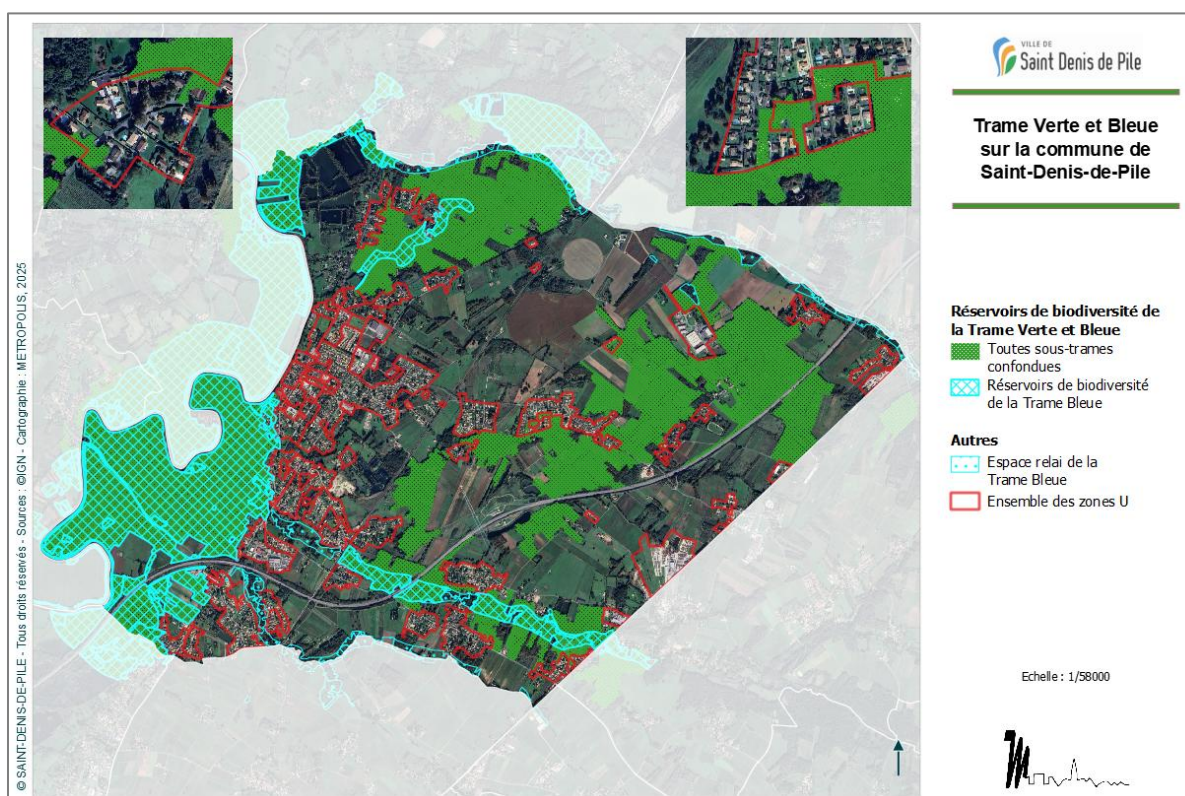 VILLE DE
Saint Denis de Pile
Trame Verte et Bleue
sur la commune de
Saint-Denis-de-Pile
Réservoirs de biodiversité de
la Trame Verte et Bleue
Toutes sous-trames
confondues
Réservoirs de biodiversité
de la Trame Bleue
Autres
Espace relai de la
Trame Bleue
Ensemble des zones U
Echelle : 1/58000
© SAINT-DENIS-DE-PILE - Tous droits réservés - Sources : ©IGN - Cartographie : METROPOLIS, 2025